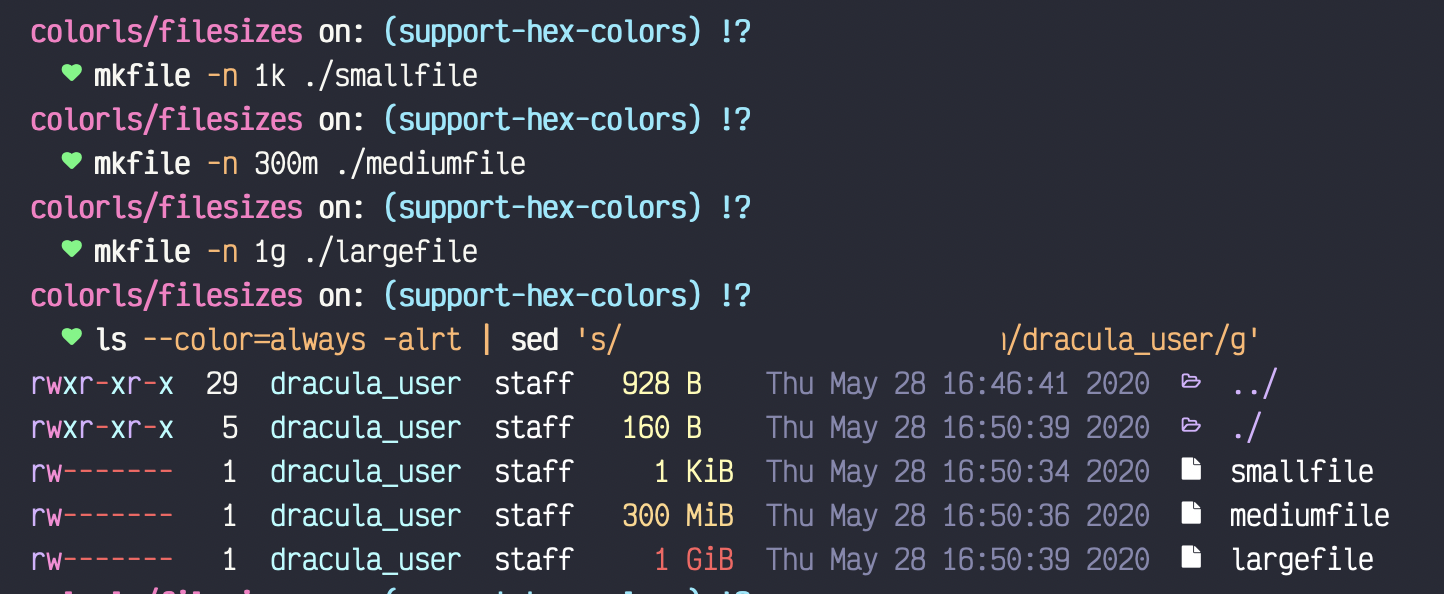 colorls/filesizes on: (support-hex-colors) !?
♥ mkfile -n 1k ./smallfile
colorls/filesizes on: (support-hex-colors) !?
♥ mkfile -n 300m ./mediumfile
colorls/filesizes on: (support-hex-colors) !?
♥ mkfile -n 1g ./largefile
colorls/filesizes on: (support-hex-colors) !?
♥ ls --color=always -alrt | sed 's/ /dracula_user/g'
rwxr-xr-x 29 dracula_user staff 928 B Thu May 28 16:46:41 2020 ../
rwxr-xr-x 5 dracula_user staff 160 B Thu May 28 16:50:39 2020 ./
rw------- 1 dracula_user staff 1 KiB Thu May 28 16:50:34 2020 smallfile
rw------- 1 dracula_user staff 300 MiB Thu May 28 16:50:36 2020 mediumfile
rw------- 1 dracula_user staff 1 GiB Thu May 28 16:50:39 2020 largefile